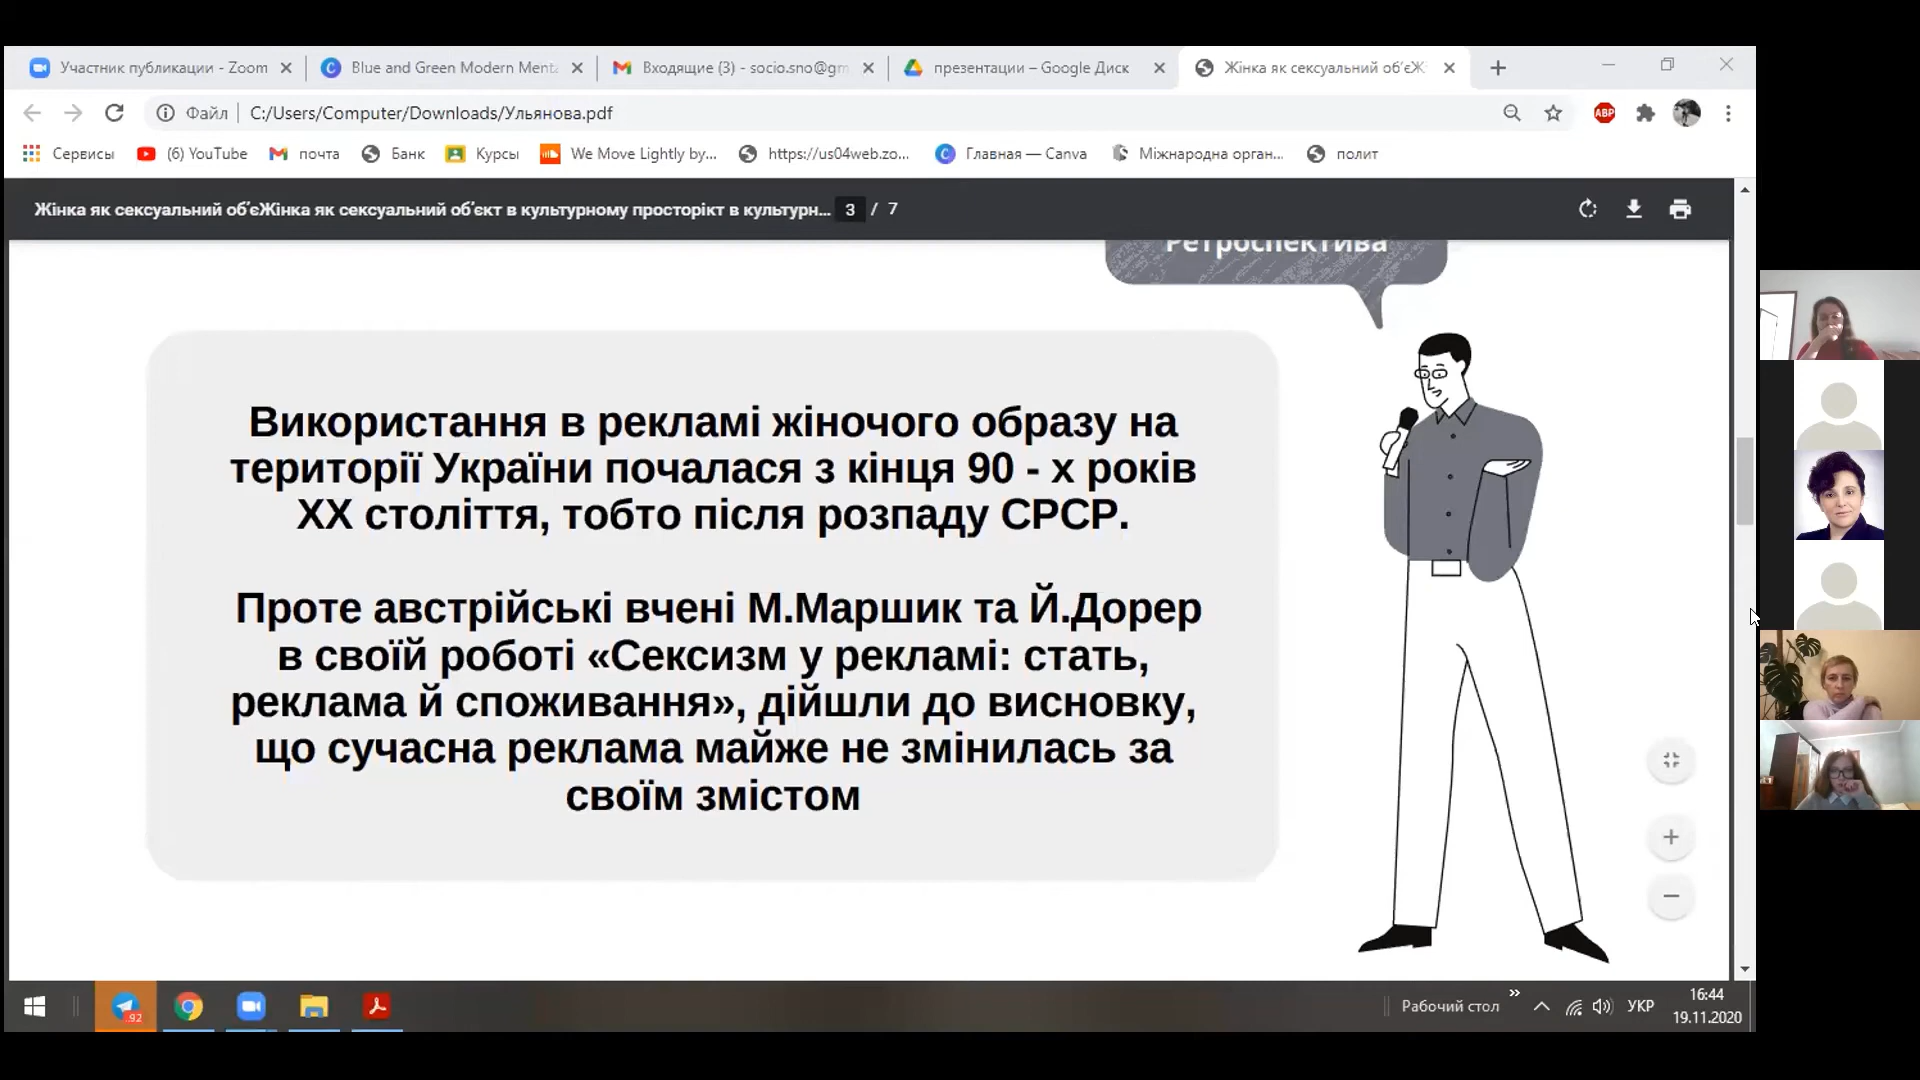 Участник публикации - Zoom
Blue and Green Modern Menta
Входящие (3) - socio.sno@gm
презентации – Google Диск
Жінка як сексуальний об'єЖ
Файл
C:/Users/Computer/Downloads/Ульянова.pdf
ABP
Сервисы
(6) YouTube
почта
Банк
Курсы
We Move Lightly by...
https://us04web.zo...
Главная — Canva
Міжнародна орган...
полит
Жінка як сексуальний об'єЖінка як сексуальний об'єкт в культурному просторікт в культурн...
3 / 7
Ретроспектива
Використання в рекламі жіночого образу на
території України почалася з кінця 90 - х років
ХХ століття, тобто після розпаду СРСР.
Проте австрійські вчені М.Маршик та Й.Дорер
в своїй роботі «Сексизм у рекламі: стать,
реклама й споживання», дійшли до висновку,
що сучасна реклама майже не змінилась за
своїм змістом
92
Рабочий стол
УКР
16:44
19.11.2020